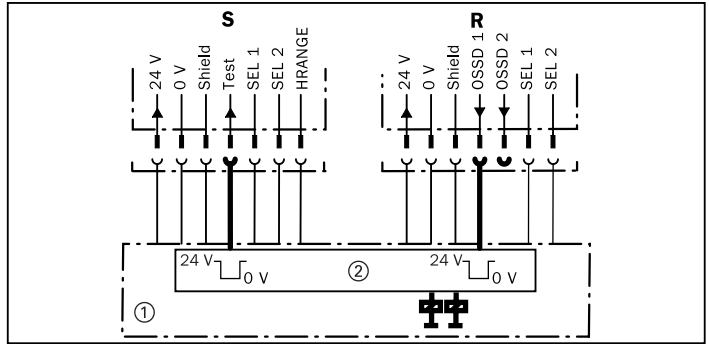 S
R
24 V
0 V
Shield
Test
SEL 1
SEL 2
HRANGE
24 V
0 V
Shield
OSSD 1
OSSD 2
SEL 1
SEL 2
24 V
0 V
②
24 V
0 V
①